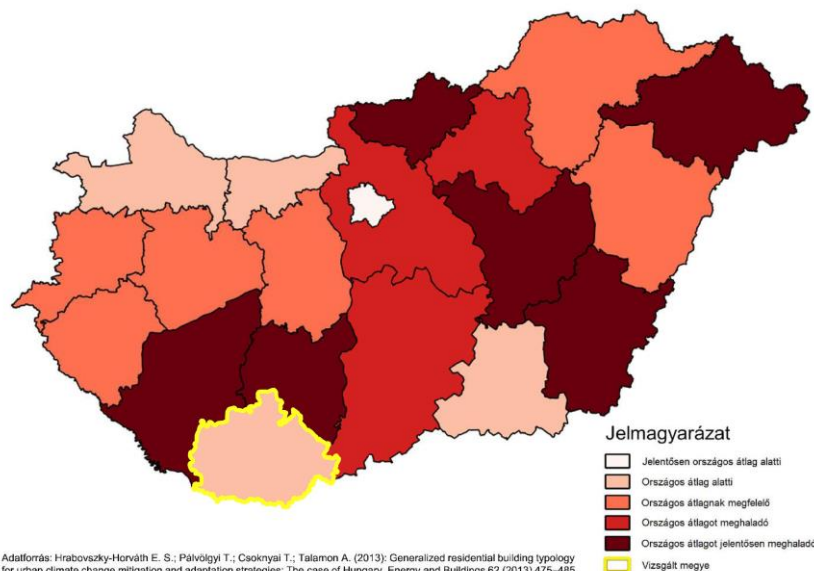 Jelmagyarázat
Jelentősen országos átlag alatti
Országos átlag alatti
Országos átlagnak megfelelő
Országos átlagot meghaladó
Országos átlagot jelentősen meghaladó
Vizsgált megye
Adatforrás: Hrabovszky-Horváth E. S.; Pálvölgyi T.; Csoknyai T.; Talamon A. (2013): Generalized residential building typology
for urban climate change mitigation and adaptation strategies: The case of Hungary, Energy and Buildings 62 (2013) 475–485